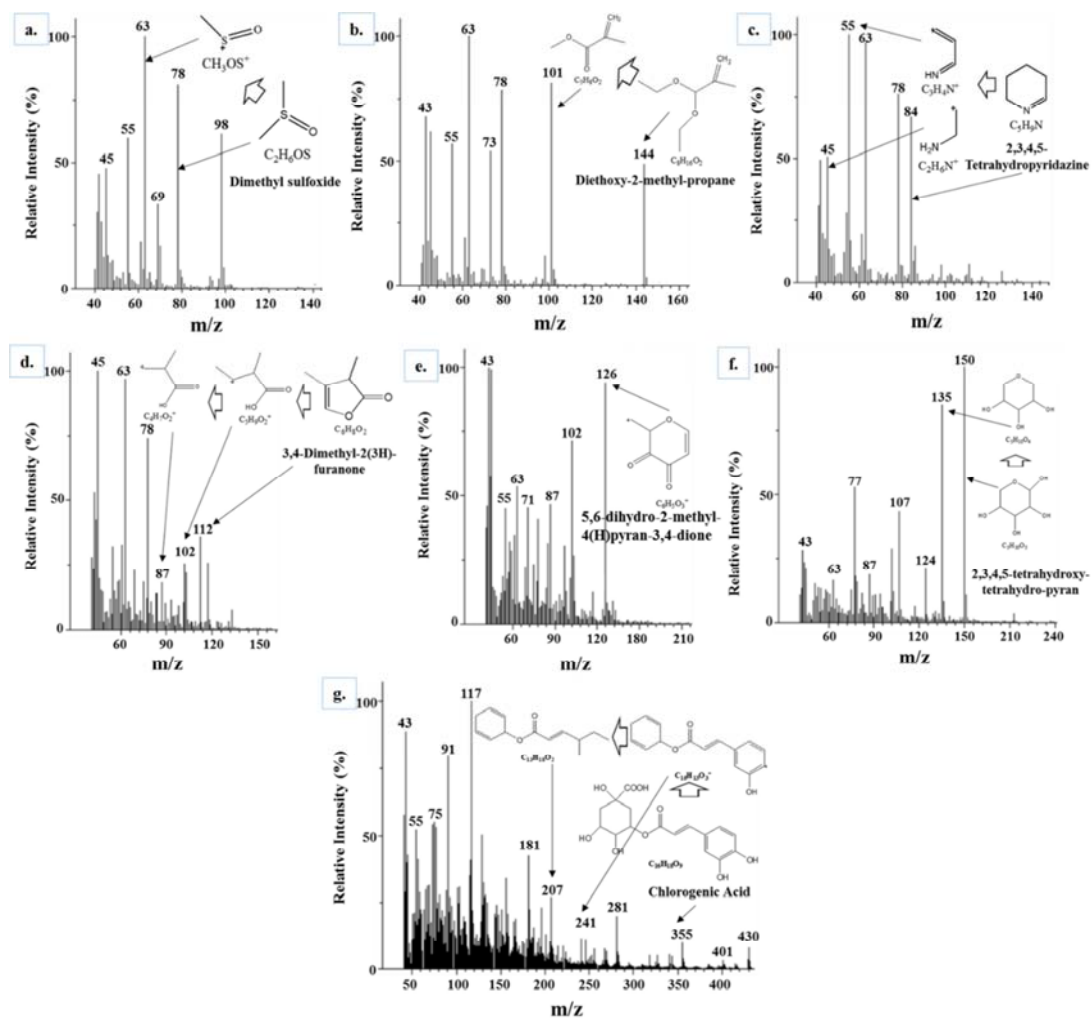 a.
Relative Intensity (%)
100
50
0
63
78
98
55
45
69
CH₃OS⁺
C₂H₆OS
Dimethyl sulfoxide
40 60 80 100 120 140
m/z
b.
Relative Intensity (%)
100
50
0
63
101
78
43
55
73
144
Diethoxy-2-methyl-propane
40 60 80 100 120 140 160
m/z
c.
Relative Intensity (%)
100
50
0
55
63
78
84
45
C₃H₄N⁺
C₂H₆N⁺
C₅H₉N
2,3,4,5-
Tetrahydropyridazine
40 60 80 100 120 140
m/z
d.
Relative Intensity (%)
100
50
0
45
63
78
87
102
112
C₄H₇O₂⁺
C₆H₈O₂
3,4-Dimethyl-2(3H)-
furanone
60 80 100 120 160
m/z
e.
Relative Intensity (%)
100
50
0
43
126
102
55
63
71
87
5,6-dihydro-2-methyl-
4(H)pyran-3,4-dione
60 90 120 136 180 210
m/z
f.
Relative Intensity (%)
100
50
0
150
135
77
107
43
63
87
124
2,3,4,5-tetrahydroxy-
tetrahydro-pyran
60 90 120 150 210 240
m/z
g.
Relative Intensity (%)
100
50
0
117
43
91
55
75
181
207
241
281
355
401
430
Chlorogenic Acid
50 100 150 200 250 300 350 400
m/z